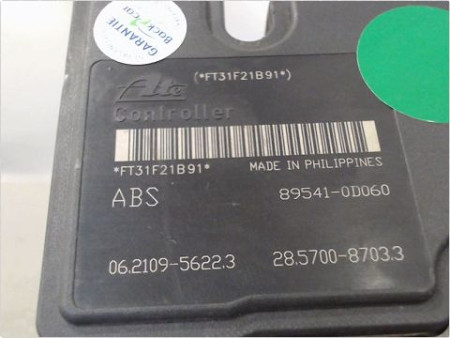 GARANTIE
Back2car
(*FT31F21B91*)
Ate
Controller
*FT31F21B91* MADE IN PHILIPPINES
ABS 89541-0D060
06.2109-5622.3 28.5700-8703.3